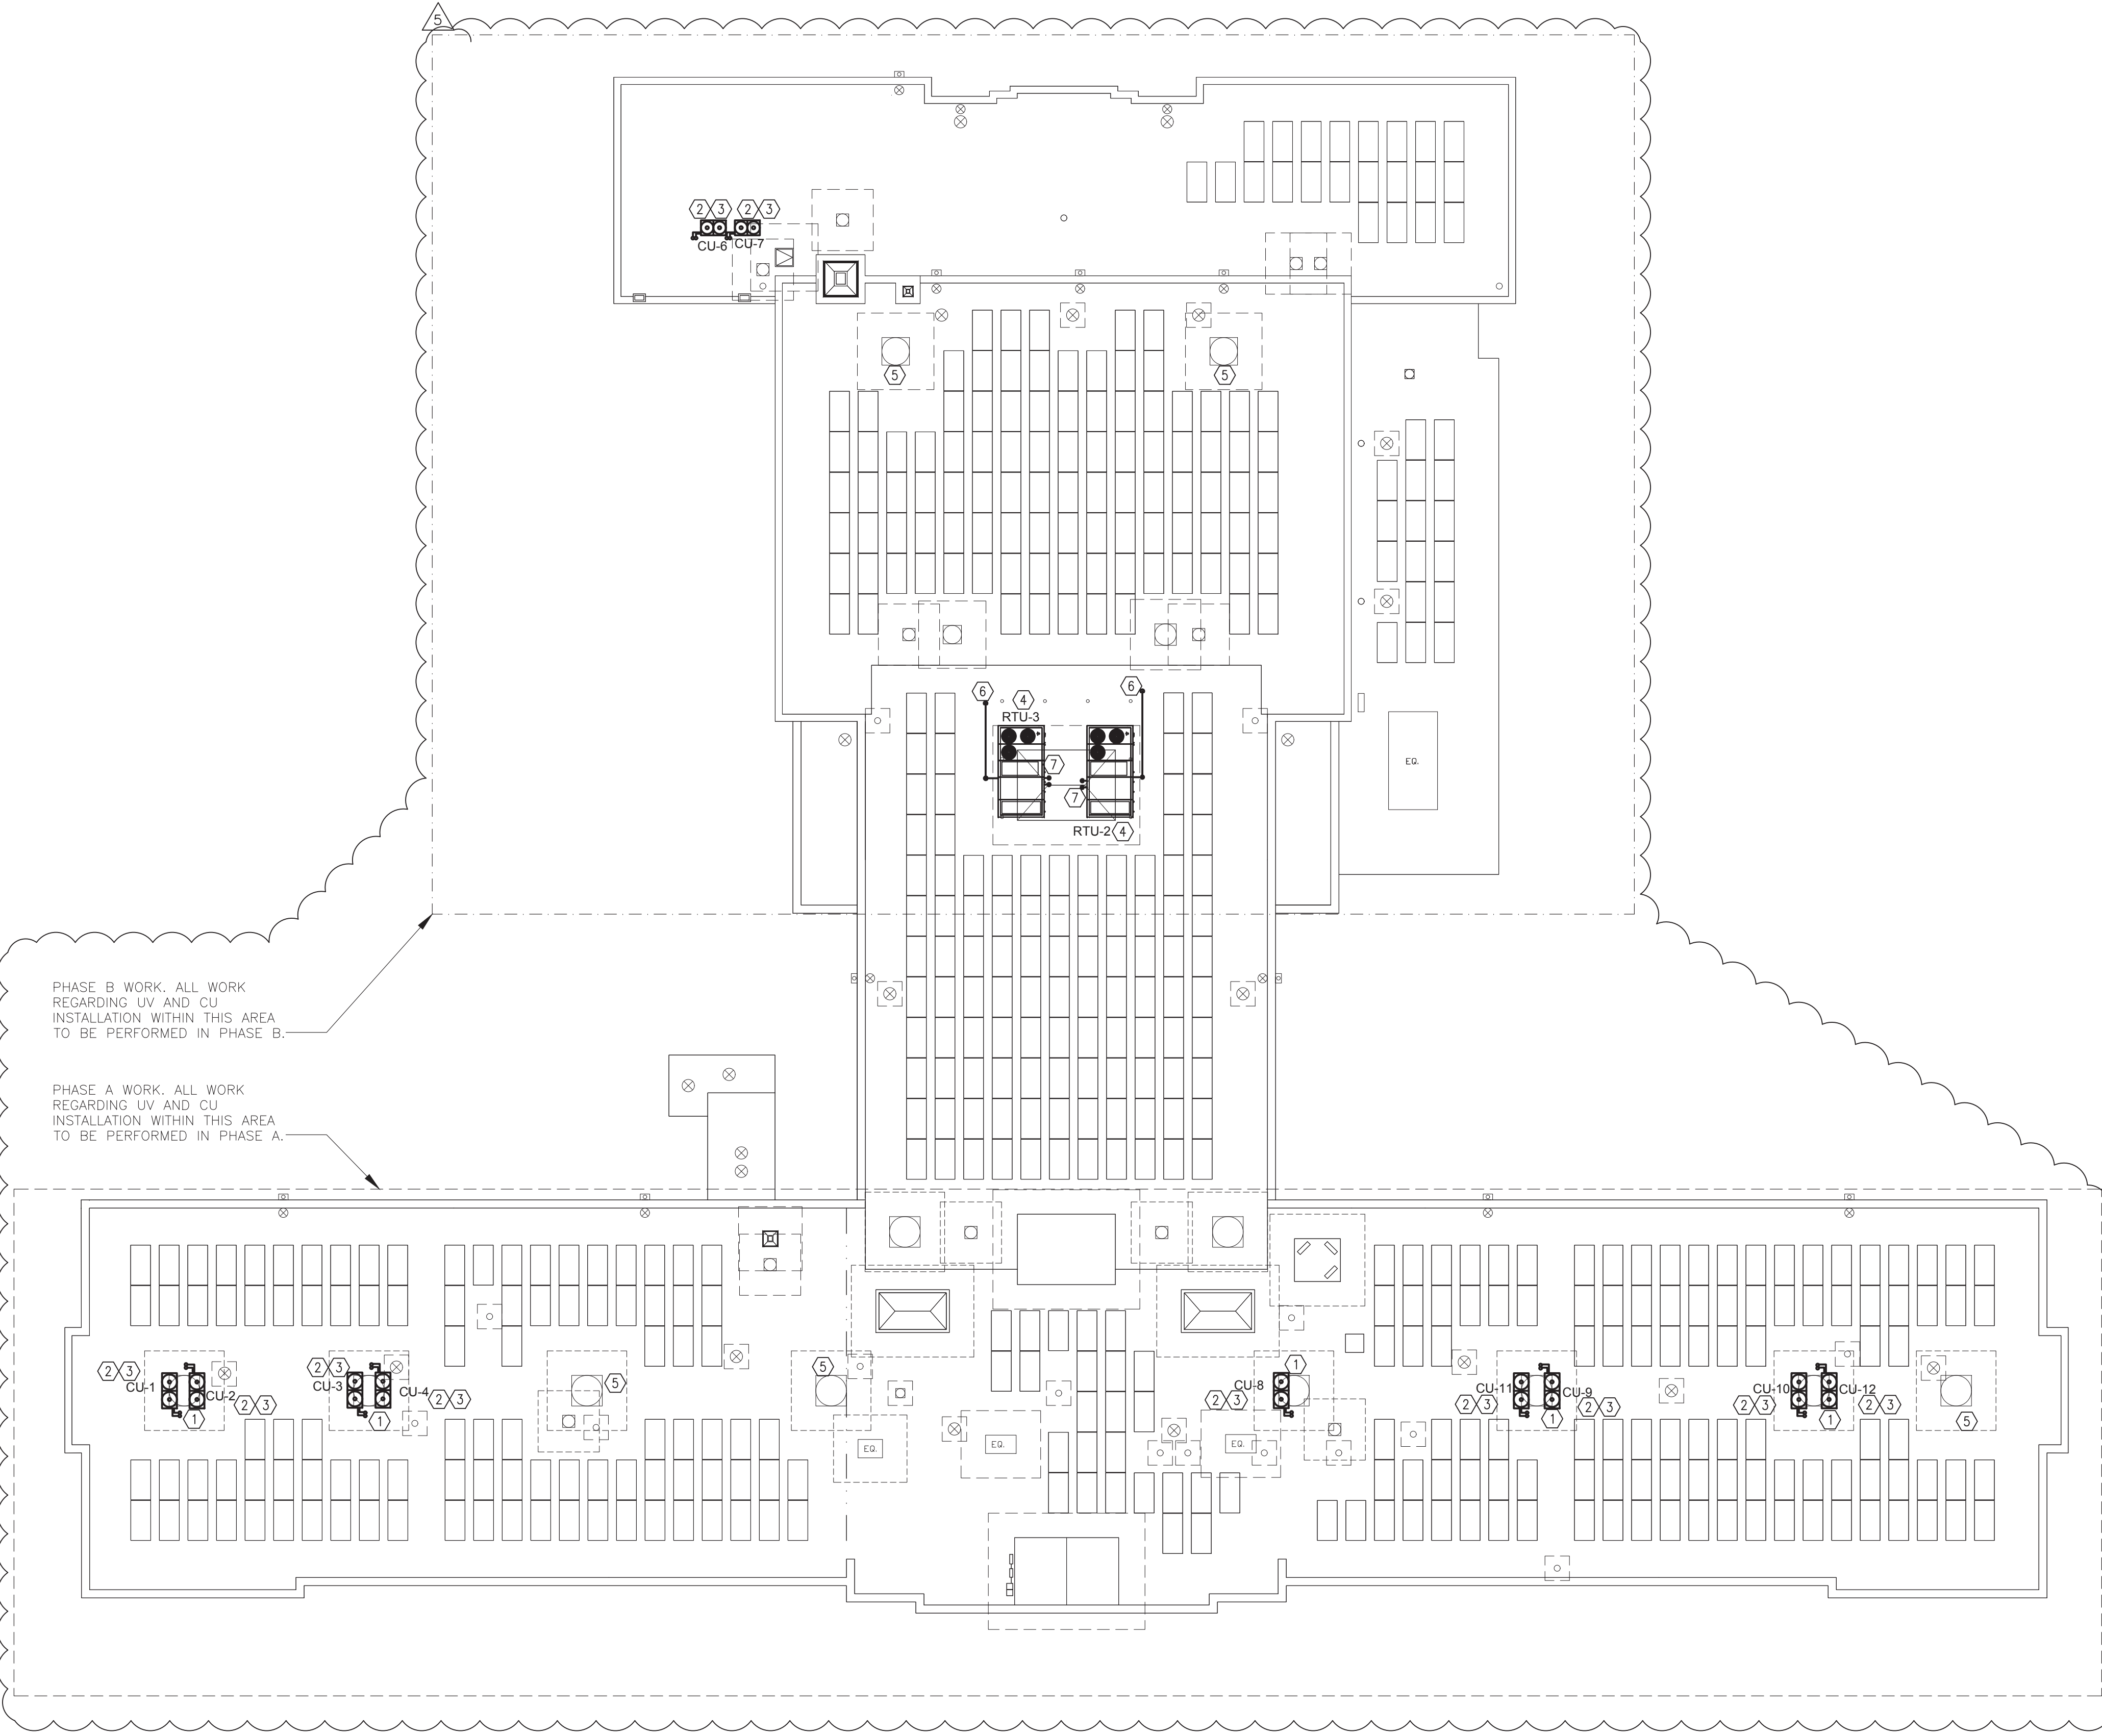 5
2 3 2 3
CU-6 CU-7
5 5
6 4 6
RTU-3
7
EQ.
7
RTU-2 4
PHASE B WORK. ALL WORK
REGARDING UV AND CU
INSTALLATION WITHIN THIS AREA
TO BE PERFORMED IN PHASE B.
PHASE A WORK. ALL WORK
REGARDING UV AND CU
INSTALLATION WITHIN THIS AREA
TO BE PERFORMED IN PHASE A.
2 3
CU-1
CU-2
2 3
1
2 3
CU-3
CU-4
2 3
1
5
5
EQ.
EQ.
EQ.
1
CU-8
2 3
CU-11
CU-9
2 3
2 3
1
CU-10
CU-12
2 3
2 3
1
5